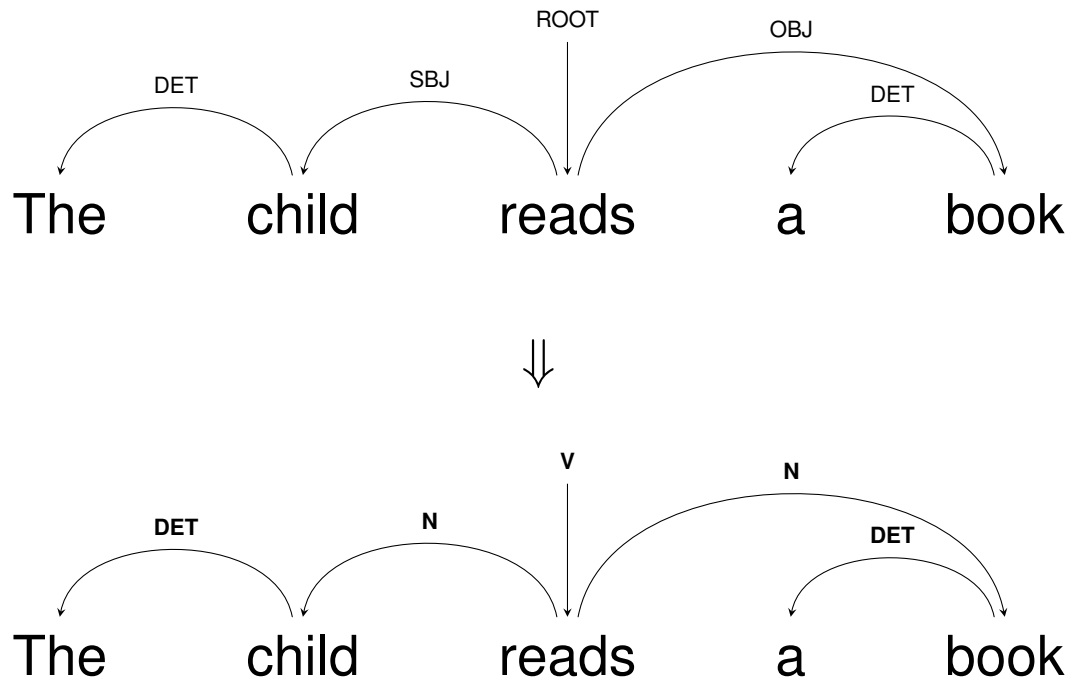 ROOT
OBJ
DET SBJ DET
The child reads a book
⇓
V
N
DET N DET
The child reads a book